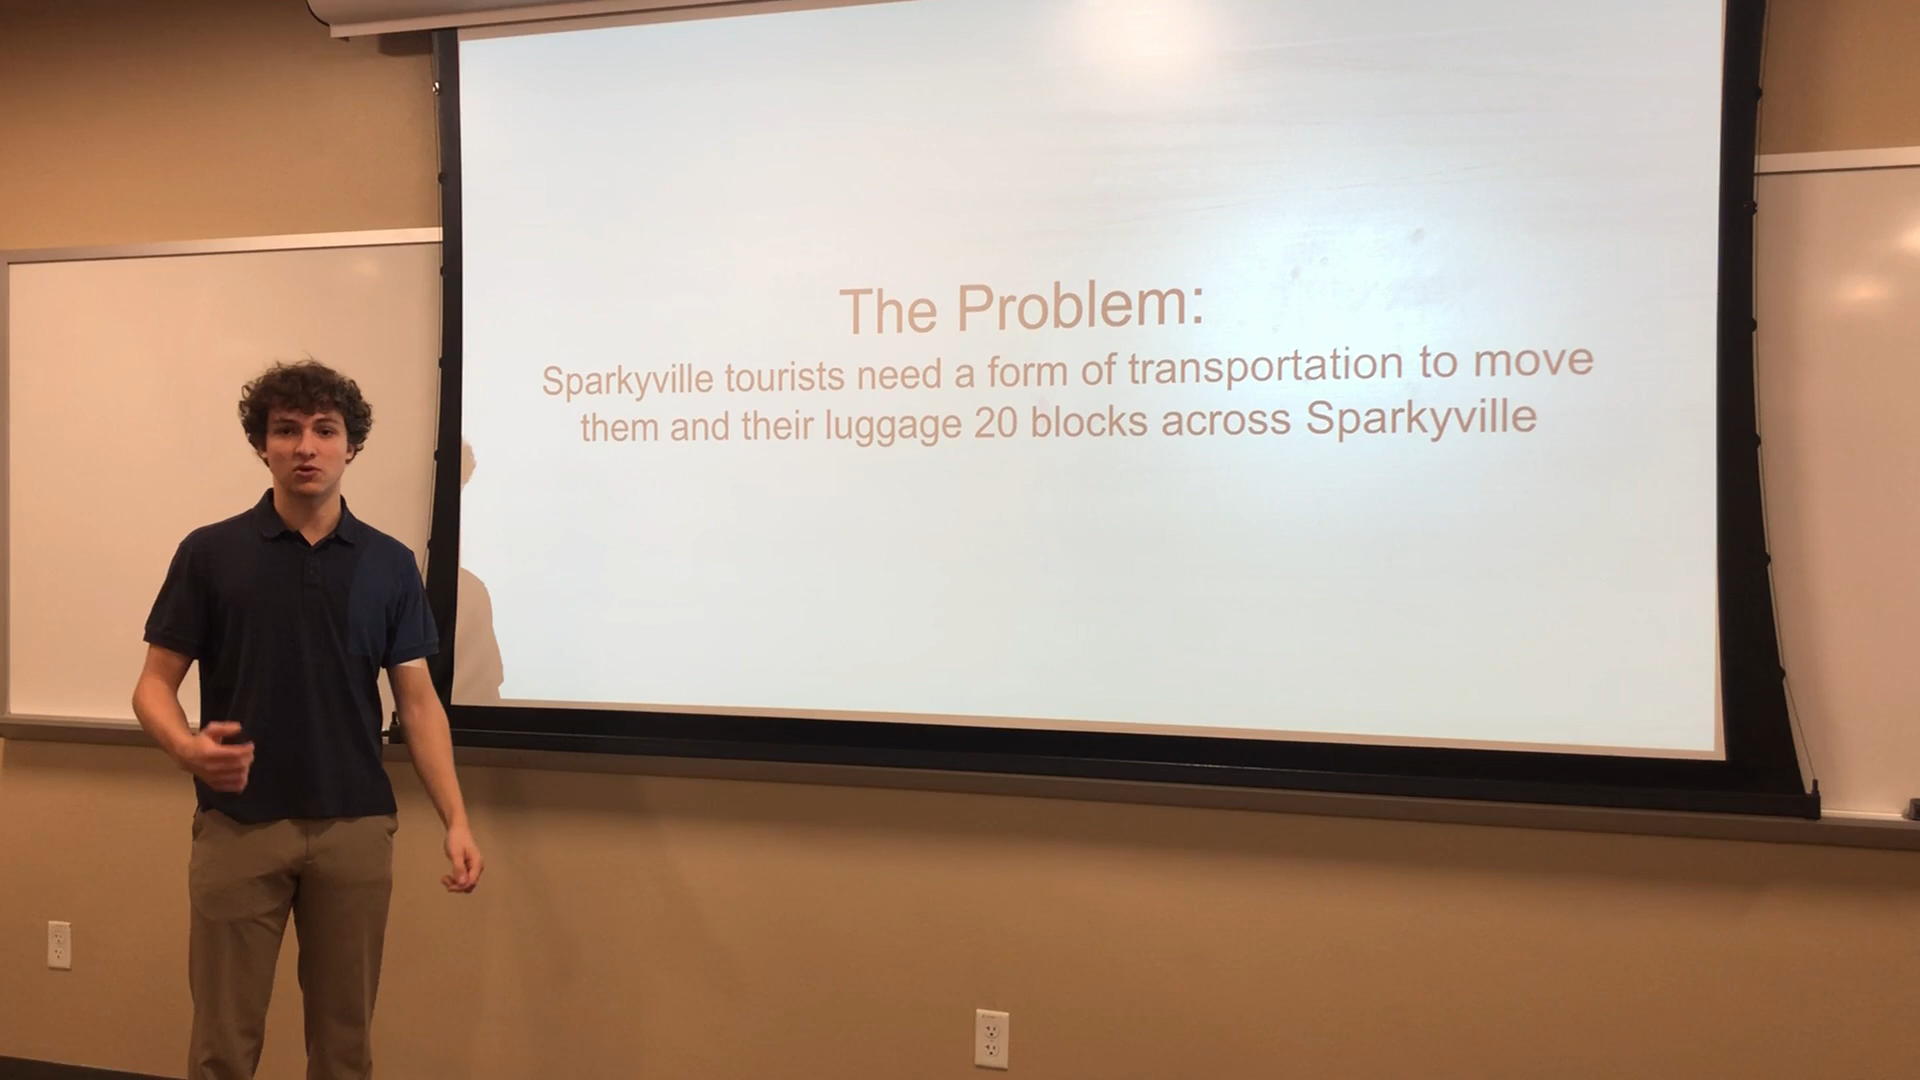 The Problem:
Sparkyville tourists need a form of transportation to move
them and their luggage 20 blocks across Sparkyville